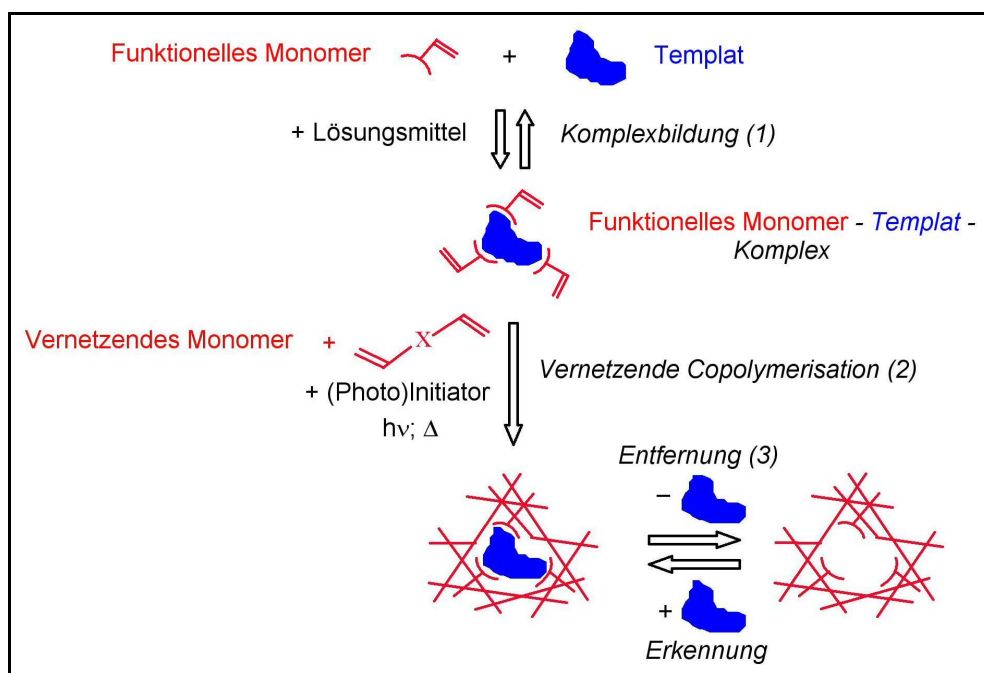 Funktionelles Monomer + Templat
+ Lösungsmittel Komplexbildung (1)
Funktionelles Monomer - Templat -
Komplex
Vernetzendes Monomer + X
+ (Photo)Initiator
Vernetzende Copolymerisation (2)
hν; Δ
Entfernung (3)
−
+
Erkennung